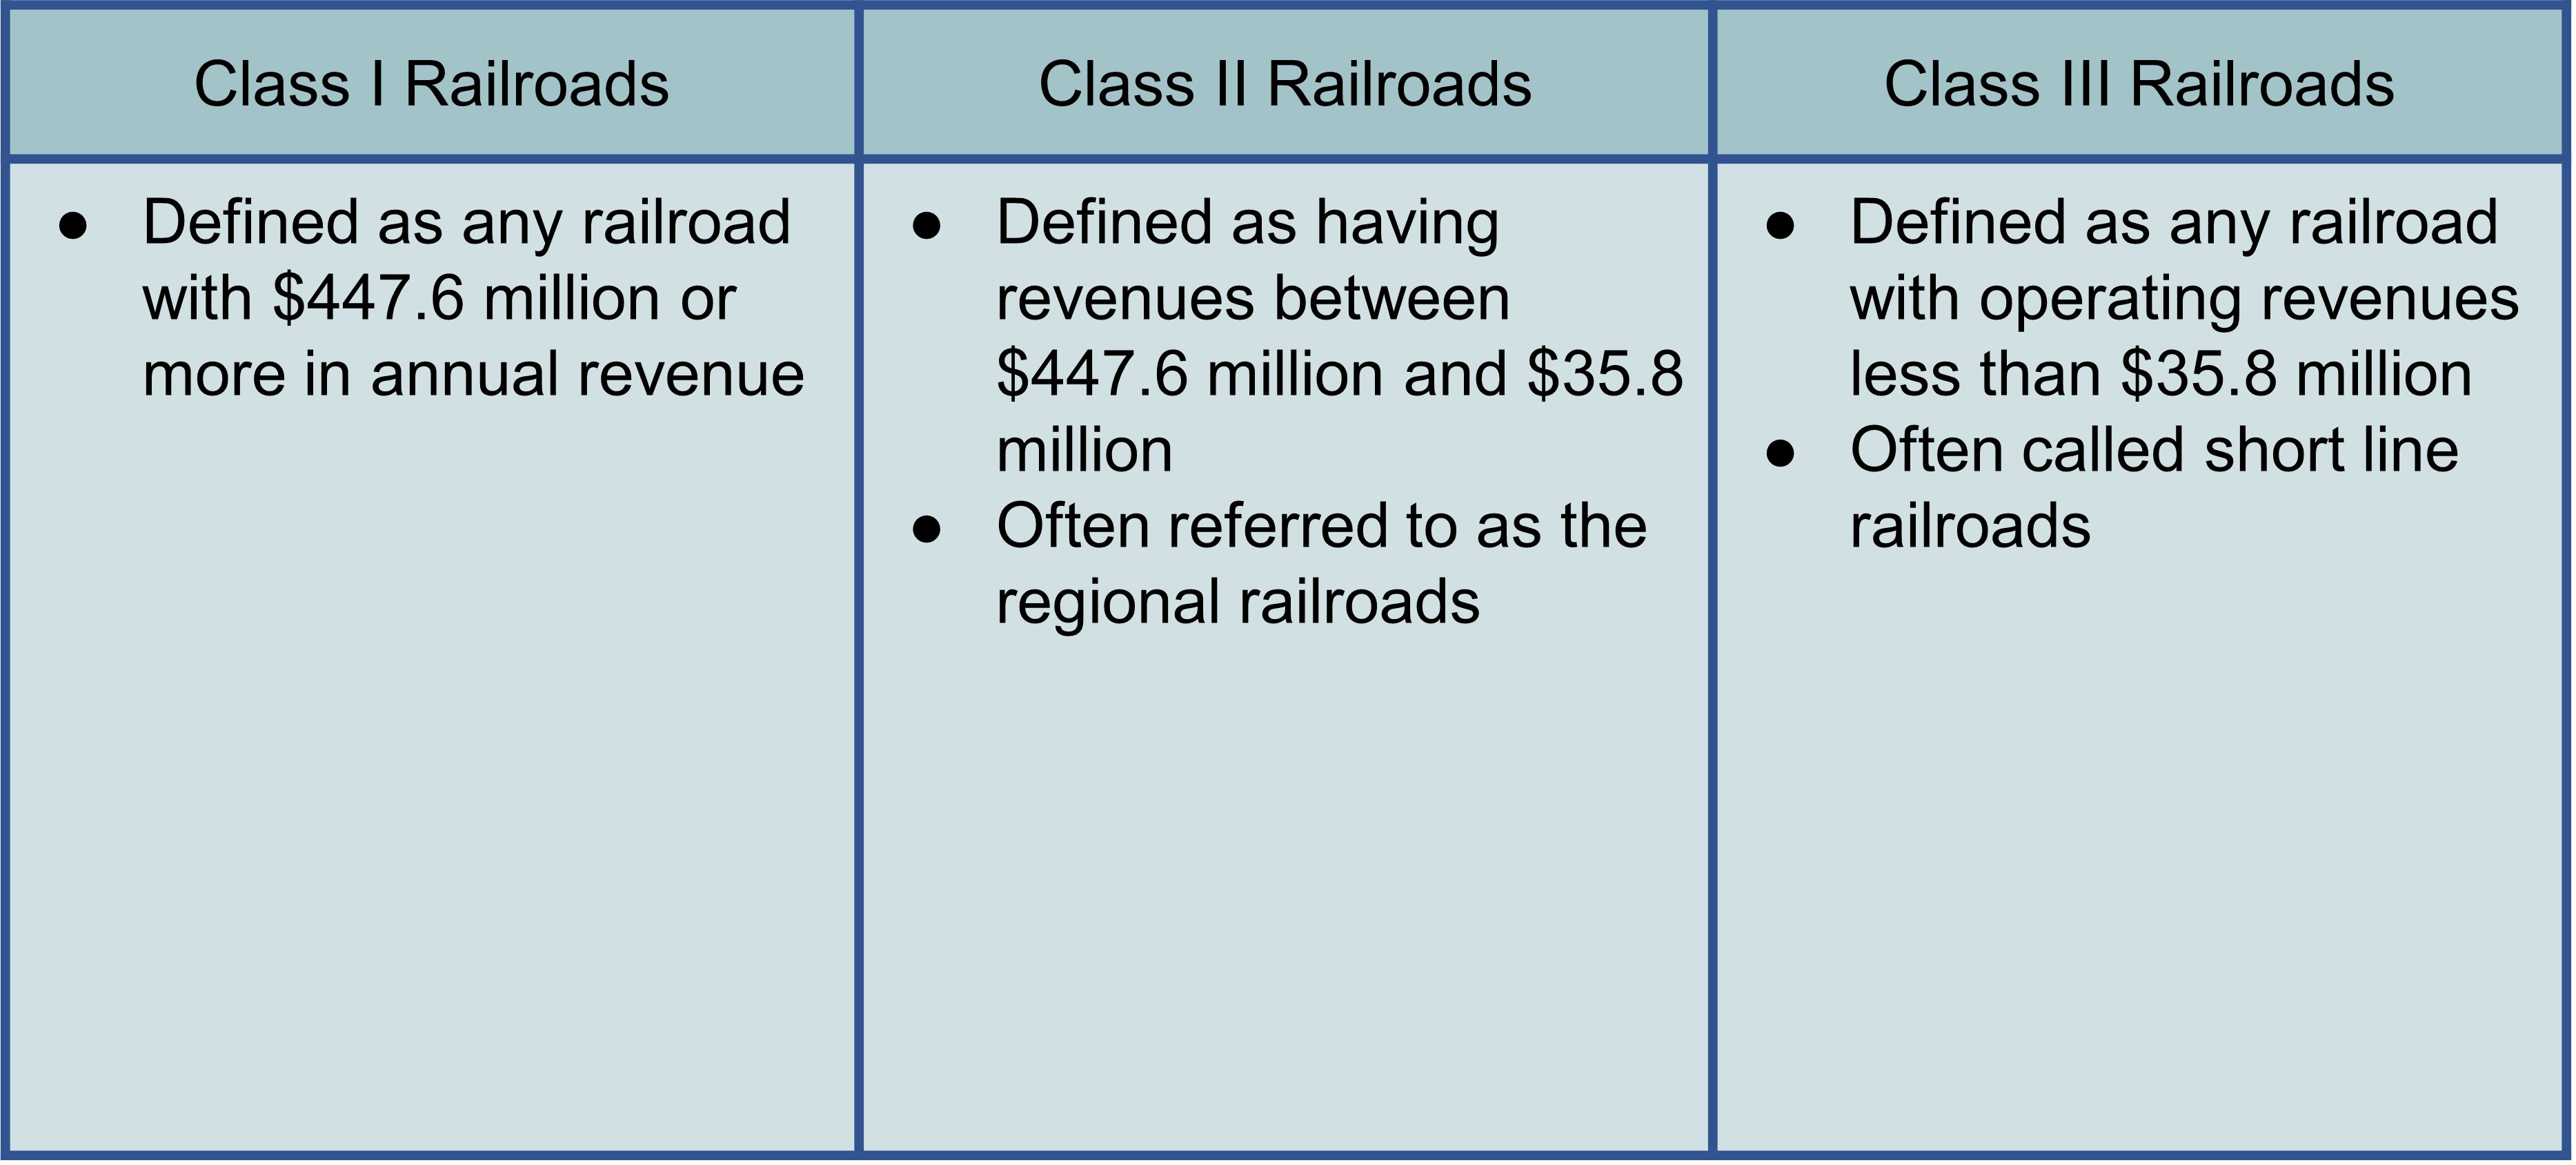 Class I Railroads
Class II Railroads
Class III Railroads
● Defined as any railroad
with $447.6 million or
more in annual revenue
● Defined as having
revenues between
$447.6 million and $35.8
million
● Often referred to as the
regional railroads
● Defined as any railroad
with operating revenues
less than $35.8 million
● Often called short line
railroads